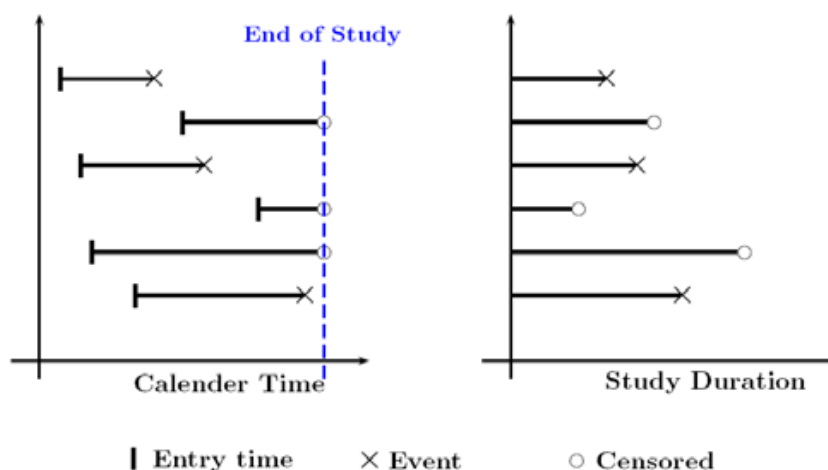 End of Study
Calender Time
Study Duration
Entry time
Event
Censored